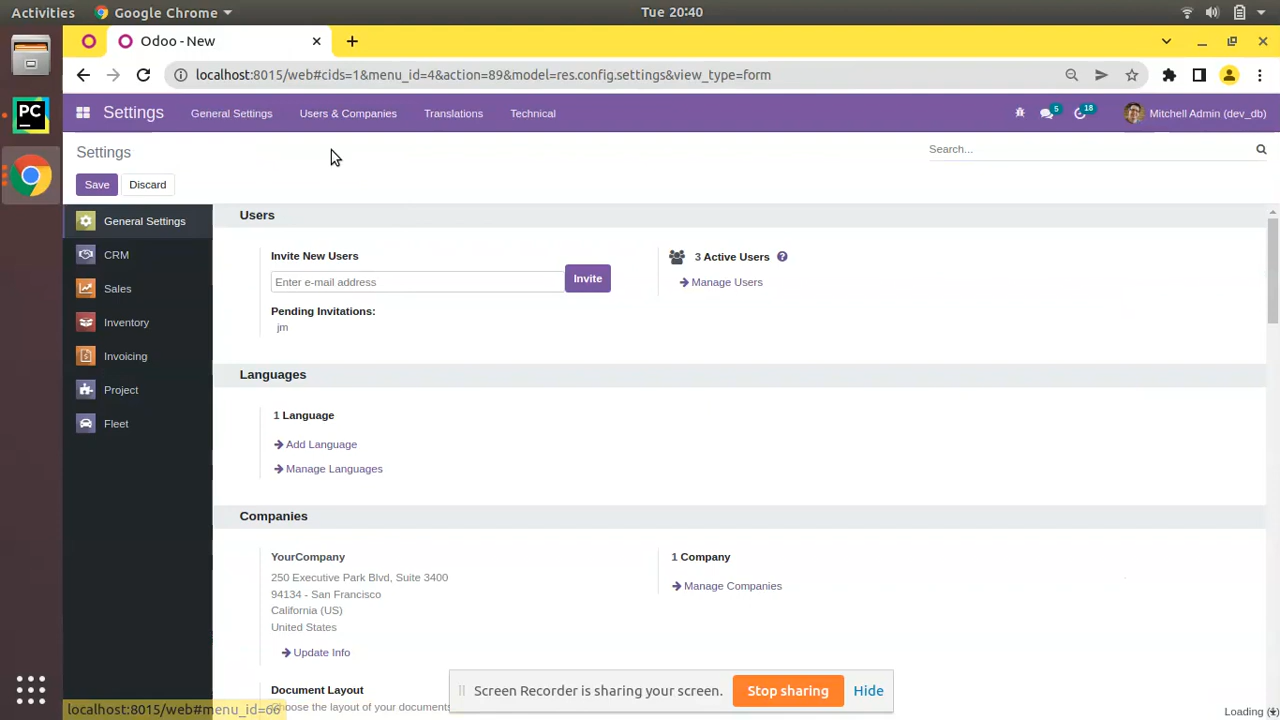 Activities
Google Chrome
Tue 20:40
Odoo - New
localhost:8015/web#cids=1&menu_id=4&action=89&model=res.config.settings&view_type=form
Settings
General Settings
Users & Companies
Translations
Technical
5
18
Mitchell Admin (dev_db)
Settings
Search...
Save
Discard
General Settings
CRM
Sales
Inventory
Invoicing
Project
Fleet
Users
Invite New Users
Enter e-mail address
Invite
Pending Invitations:
jm
3 Active Users
Manage Users
Languages
1 Language
Add Language
Manage Languages
Companies
YourCompany
250 Executive Park Blvd, Suite 3400
94134 - San Francisco
California (US)
United States
Update Info
1 Company
Manage Companies
Document Layout
Choose the layout of your documents
Screen Recorder is sharing your screen.
Stop sharing
Hide
localhost:8015/web#menu_id=66
PC